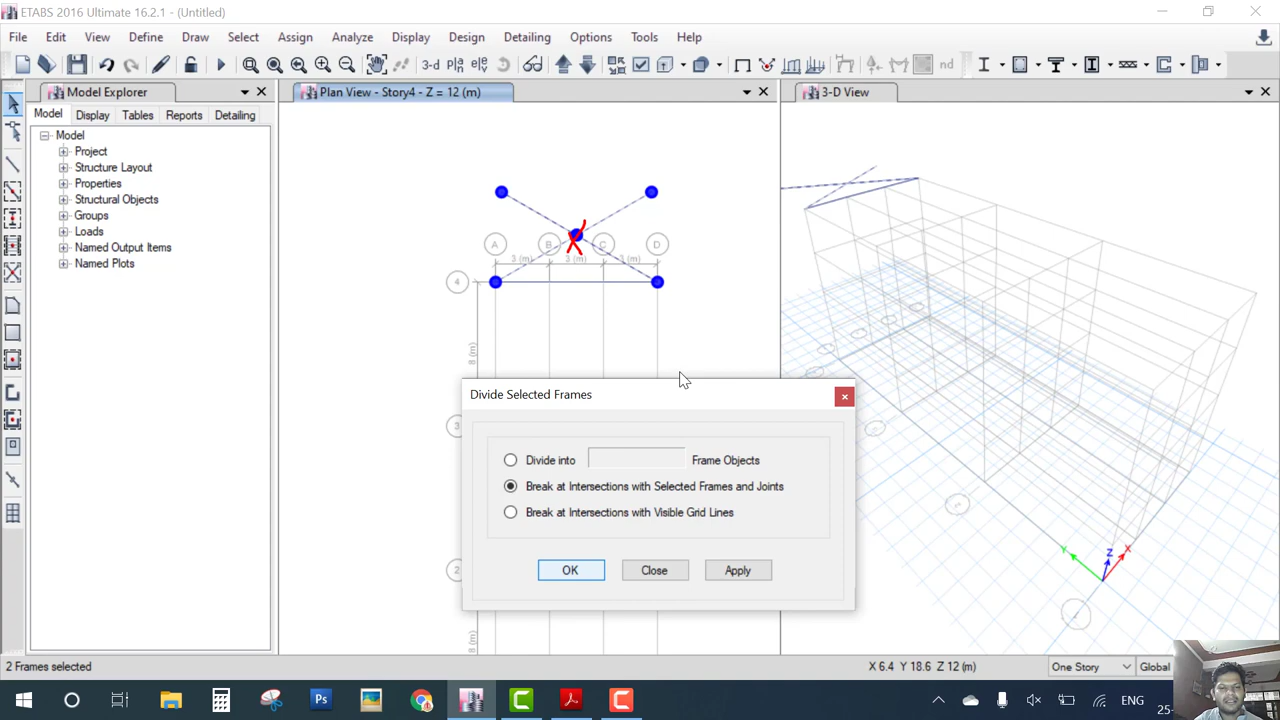 ETABS 2016 Ultimate 16.2.1 - (Untitled)
File Edit View Define Draw Select Assign Analyze Display Design Detailing Options Tools Help
3-d nd
Model Explorer
Plan View - Story4 - Z = 12 (m)
3-D View
Model Display Tables Reports Detailing
Model
Project
Structure Layout
Properties
Structural Objects
Groups
Loads
Named Output Items
Named Plots
A B C D
3 (m) 3 (m) 3 (m)
4
8 (m)
3
2
8 (m)
Divide Selected Frames
Divide into Frame Objects
Break at Intersections with Selected Frames and Joints
Break at Intersections with Visible Grid Lines
OK Close Apply
Z X Y
2 Frames selected
X 6.4 Y 18.6 Z 12 (m)
One Story
Global
Ps
ENG
25-